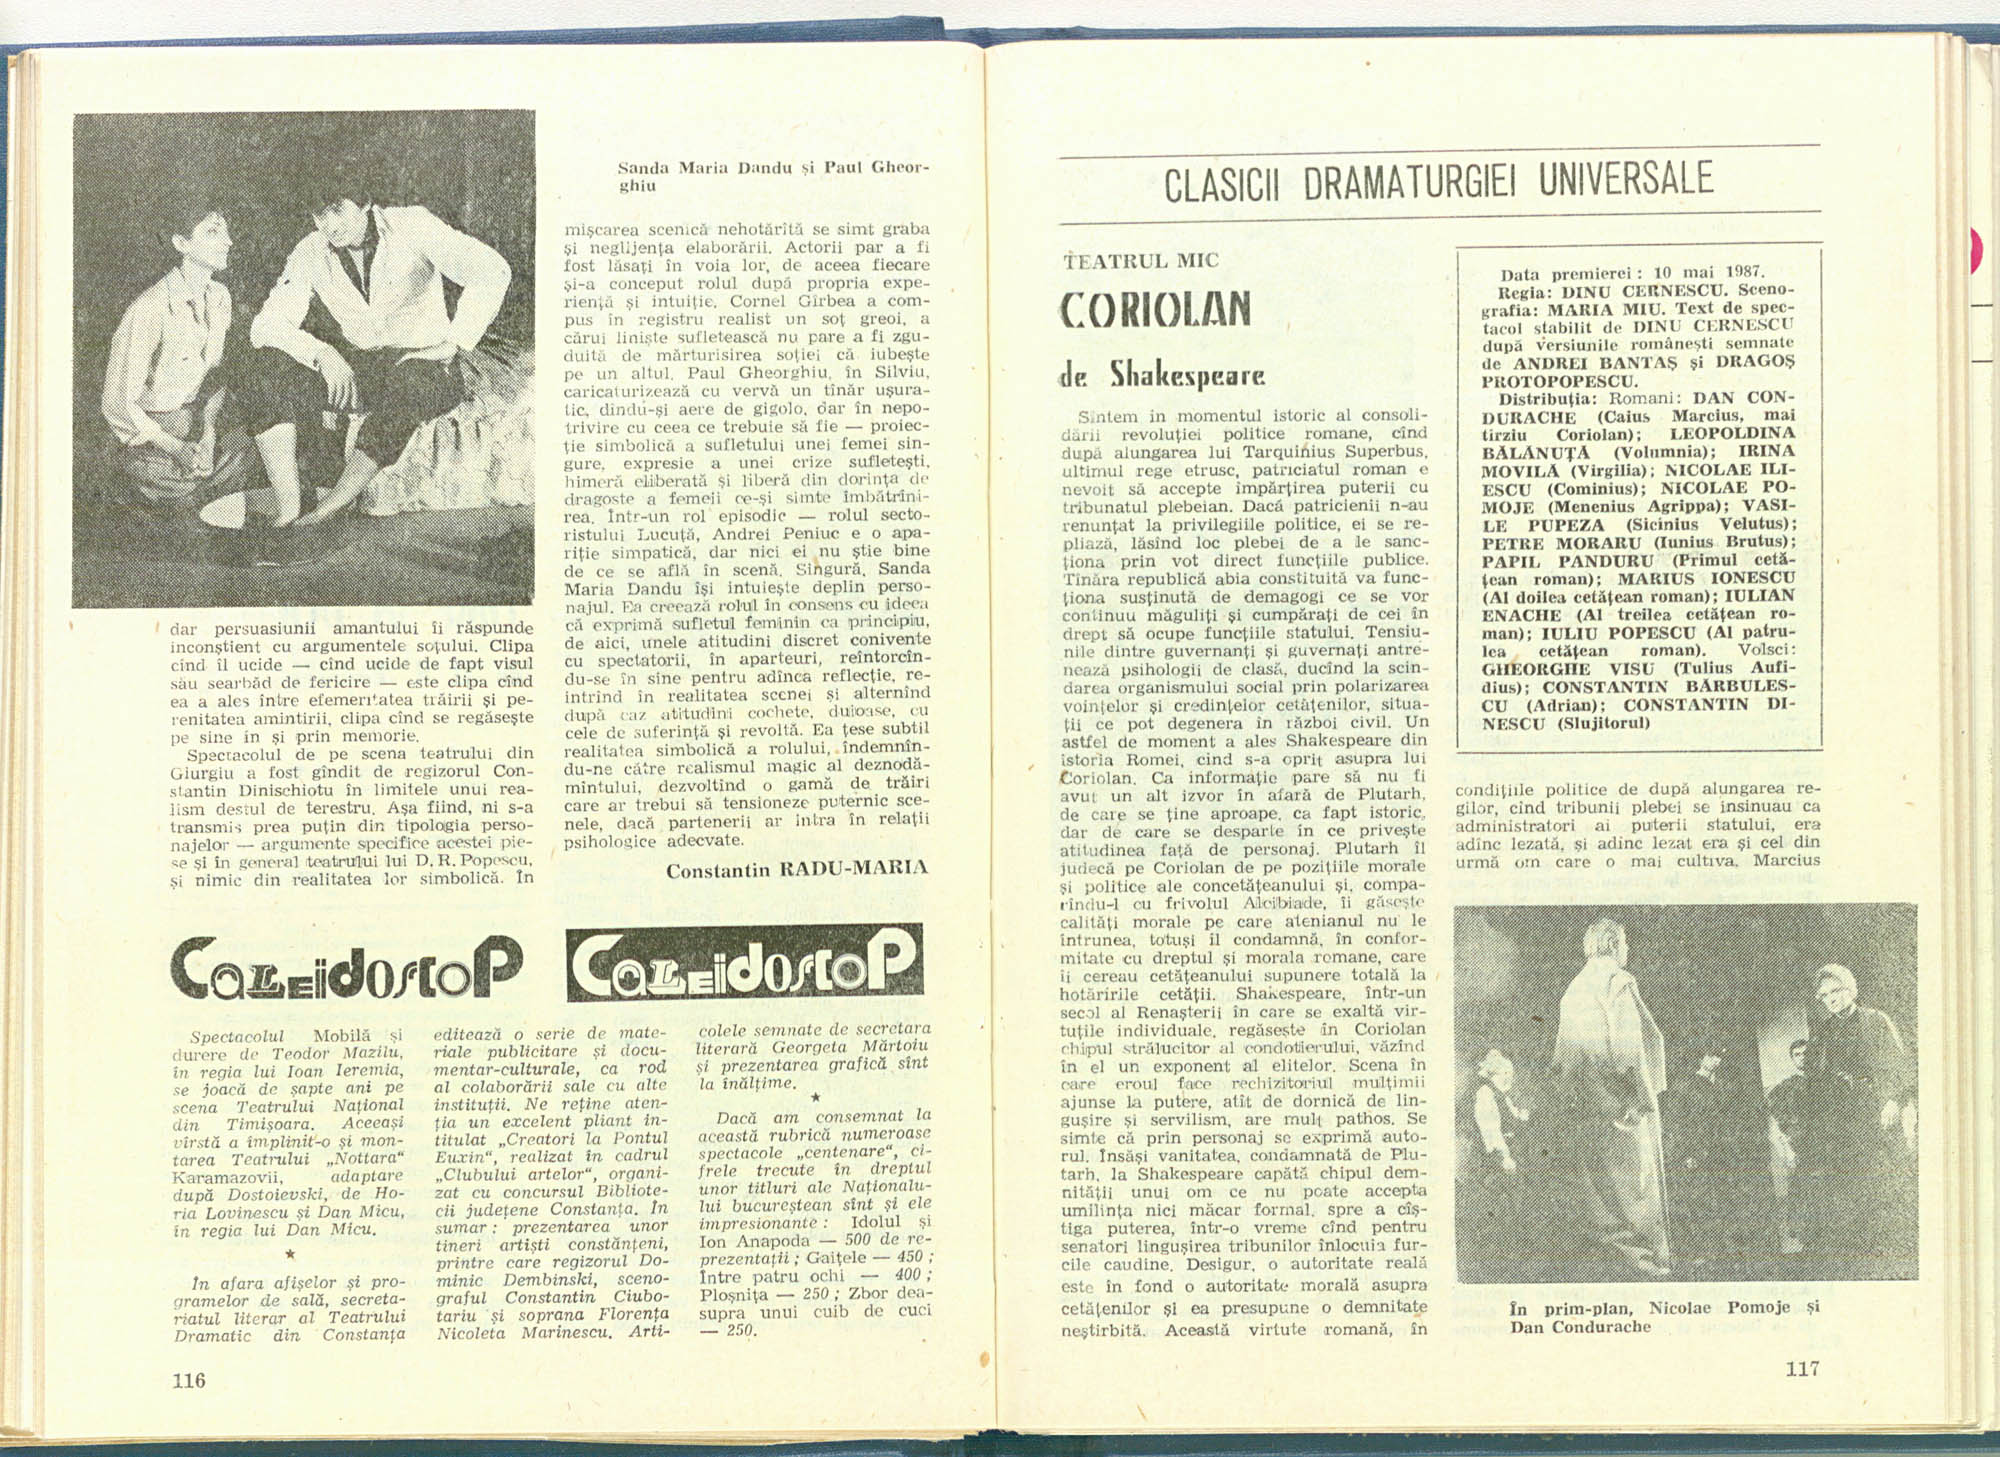 Sanda Maria Dandu și Paul Gheor-
ghiu
dar persuasiunii amantului îi răspunde
inconștient cu argumentele soțului. Clipa
cînd îl ucide — cînd ucide de fapt visul
său searbăd de fericire — este clipa cînd
ea a ales între efemeritatea trăirii și pe-
renitatea amintirii, clipa cînd se regăsește
pe sine în și prin memorie.
Spectacolul de pe scena teatrului din
Giurgiu a fost gîndit de regizorul Con-
stantin Dinischiotu în limitele unui rea-
lism destul de terestru. Așa fiind, ni s-a
transmis prea puțin din tipologia perso-
najelor — argumente specifice acestei pie-
se și în general teatrului lui D. R. Popescu,
și nimic din realitatea lor simbolică. În
mișcarea scenică nehotărîtă se simt graba
și neglijența elaborării. Actorii par a fi
fost lăsați în voia lor, de aceea fiecare
și-a conceput rolul după propria expe-
riență și intuiție. Cornel Gîrbea a com-
pus în registru realist un soț greoi, a
cărui liniște sufletească nu pare a fi zgu-
duită de mărturisirea soției că iubește
pe un altul. Paul Gheorghiu, în Silviu,
caricaturizează cu vervă un tînăr ușura-
tic, dîndu-și aere de gigolo, dar în nepo-
trivire cu ceea ce trebuie să fie — proiec-
ție simbolică a sufletului unei femei sin-
gure, expresie a unei crize sufletești,
himeră eliberată și liberă din dorința de
dragoste a femeii ce-și simte îmbătrîni-
rea. Într-un rol episodic — rolul secto-
ristului Lucuță, Andrei Peniuc e o apa-
riție simpatică, dar nici el nu știe bine
de ce se află în scenă. Singură, Sanda
Maria Dandu își intuiește deplin perso-
najul. Ea creează rolul în consens cu ideea
că exprimă sufletul feminin ca principiu,
de aici, unele atitudini discret conivente
cu spectatorii, în aparteuri, reîntorcîn-
du-se în sine pentru adînca reflecție, re-
intrînd în realitatea scenei și alternînd
după caz atitudini cochete, duioase, cu
cele de suferință și revoltă. Ea țese subtil
realitatea simbolică a rolului, îndemnîn-
du-ne către realismul magic al deznodă-
mîntului, dezvoltînd o gamă de trăiri
care ar trebui să tensioneze puternic sce-
nele, dacă partenerii ar intra în relații
psihologice adecvate.
Constantin RADU-MARIA
CALEIDOSCOP
CALEIDOSCOP
Spectacolul Mobilă și
durere de Teodor Mazilu,
în regia lui Ioan Ieremia,
se joacă de șapte ani pe
scena Teatrului Național
din Timișoara. Aceeași
vîrstă a împlinit-o și mon-
tarea Teatrului „Nottara“
Karamazovii, adaptare
după Dostoievski, de Ho-
ria Lovinescu și Dan Micu,
în regia lui Dan Micu.
★
În afara afișelor și pro-
gramelor de sală, secreta-
riatul literar al Teatrului
Dramatic din Constanța
editează o serie de mate-
riale publicitare și docu-
mentar-culturale, ca rod
al colaborării sale cu alte
instituții. Ne reține aten-
ția un excelent pliant in-
titulat „Creatori la Pontul
Euxin“, realizat în cadrul
„Clubului artelor“, organi-
zat cu concursul Bibliote-
cii județene Constanța. În
sumar : prezentarea unor
tineri artiști constănțeni,
printre care regizorul Do-
minic Dembinski, sceno-
graful Constantin Ciubo-
tariu și soprana Florența
Nicoleta Marinescu. Arti-
colele semnate de secretara
literară Georgeta Mărtoiu
și prezentarea grafică sînt
la înălțime.
★
Dacă am consemnat la
această rubrică numeroase
spectacole „centenare“, ci-
frele trecute în dreptul
unor titluri ale Naționalu-
lui bucureștean sînt și ele
impresionante : Idolul și
Ion Anapoda — 500 de re-
prezentații ; Gaițele — 450 ;
Între patru ochi — 400 ;
Ploșnița — 250 ; Zbor dea-
supra unui cuib de cuci
— 250.
116
CLASICII DRAMATURGIEI UNIVERSALE
TEATRUL MIC
CORIOLAN
de Shakespeare
Sîntem in momentul istoric al consoli-
dării revoluției politice romane, cînd
după alungarea lui Tarquinius Superbus,
ultimul rege etrusc, patriciatul roman e
nevoit să accepte împărțirea puterii cu
tribunatul plebeian. Dacă patricienii n-au
renunțat la privilegiile politice, ei se re-
pliază, lăsînd loc plebei de a le sanc-
ționa prin vot direct funcțiile publice.
Tînăra republică abia constituită va func-
ționa susținută de demagogi ce se vor
continuu măguliți și cumpărați de cei în
drept să ocupe funcțiile statului. Tensiu-
nile dintre guvernanți și guvernați antre-
nează psihologii de clasă, ducînd la scin-
darea organismului social prin polarizarea
voințelor și credințelor cetățenilor, situa-
ții ce pot degenera în război civil. Un
astfel de moment a ales Shakespeare din
istoria Romei, cînd s-a oprit asupra lui
Coriolan. Ca informație pare să nu fi
avut un alt izvor în afară de Plutarh,
de care se ține aproape, ca fapt istoric,
dar de care se desparte în ce privește
atitudinea față de personaj. Plutarh îl
judecă pe Coriolan de pe pozițiile morale
și politice ale concetățeanului și, compa-
rîndu-l cu frivolul Alcibiade, îi găsește
calități morale pe care atenianul nu le
întrunea, totuși îl condamnă, în confor-
mitate cu dreptul și morala romane, care
îi cereau cetățeanului supunere totală la
hotărîrile cetății. Shakespeare, într-un
secol al Renașterii în care se exaltă vir-
tuțile individuale, regăsește în Coriolan
chipul strălucitor al condotierului, văzînd
în el un exponent al elitelor. Scena în
care eroul face rechizitoriul mulțimii
ajunse la putere, atît de dornică de lin-
gușire și servilism, are mult pathos. Se
simte că prin personaj se exprimă auto-
rul. Însăși vanitatea, condamnată de Plu-
tarh, la Shakespeare capătă chipul dem-
nității unui om ce nu poate accepta
umilința nici măcar formal, spre a cîș-
tiga puterea, într-o vreme cînd pentru
senatori lingușirea tribunilor înlocuia fur-
cile caudine. Desigur, o autoritate reală
este în fond o autoritate morală asupra
cetățenilor și ea presupune o demnitate
neștirbită. Această virtute romană, în
Data premierei : 10 mai 1987.
Regia: DINU CERNESCU. Sceno-
grafia: MARIA MIU. Text de spec-
tacol stabilit de DINU CERNESCU
după versiunile românești semnate
de ANDREI BANTAȘ și DRAGOȘ
PROTOPOPESCU.
Distribuția: Romani: DAN CON-
DURACHE (Caius Marcius, mai
tîrziu Coriolan); LEOPOLDINA
BĂLĂNUȚĂ (Volumnia); IRINA
MOVILĂ (Virgilia); NICOLAE ILI-
ESCU (Cominius); NICOLAE PO-
MOJE (Menenius Agrippa); VASI-
LE PUPEZA (Sicinius Velutus);
PETRE MORARU (Iunius Brutus);
PAPIL PANDURU (Primul cetă-
țean roman); MARIUS IONESCU
(Al doilea cetățean roman); IULIAN
ENACHE (Al treilea cetățean ro-
man); IULIU POPESCU (Al patru-
lea cetățean roman). Volsci:
GHEORGHE VISU (Tulius Aufi-
dius); CONSTANTIN BĂRBULES-
CU (Adrian); CONSTANTIN DI-
NESCU (Slujitorul)
condițiile politice de după alungarea re-
gilor, cînd tribunii plebei se insinuau ca
administratori ai puterii statului, era
adînc lezată, și adînc lezat era și cel din
urmă om care o mai cultiva. Marcius
În prim-plan, Nicolae Pomoje și
Dan Condurache
117